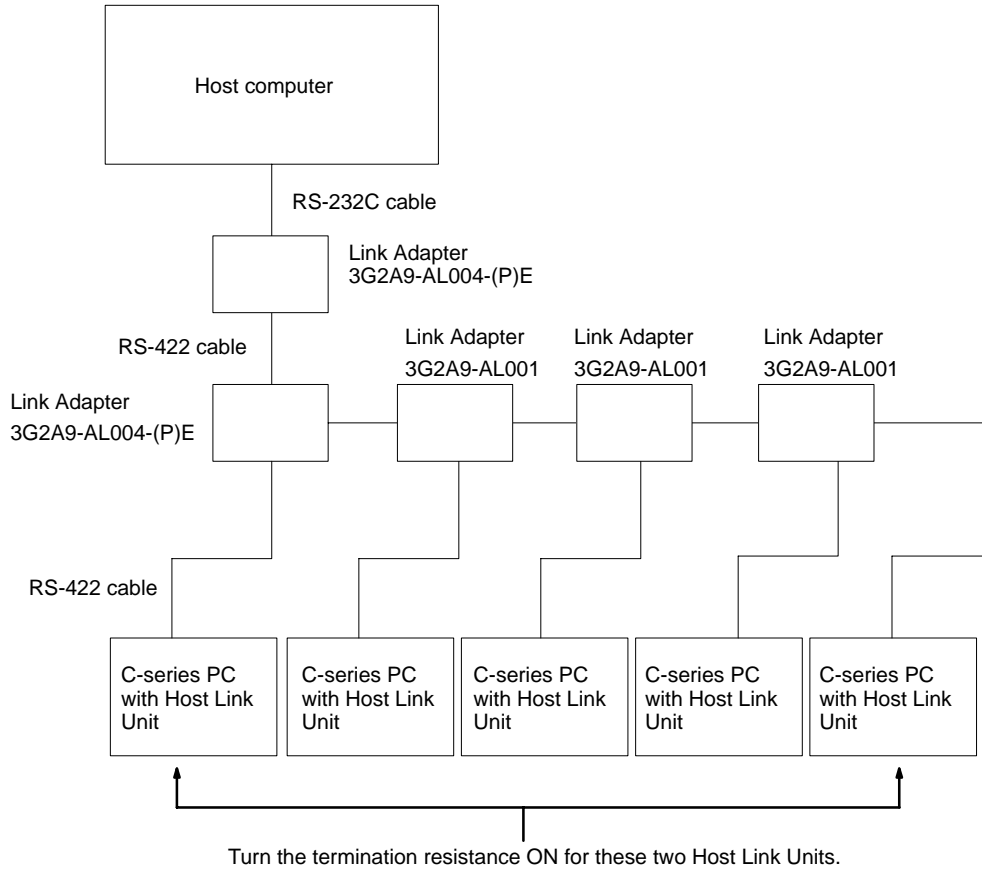 Host computer
RS-232C cable
Link Adapter
3G2A9-AL004-(P)E
RS-422 cable
Link Adapter
3G2A9-AL001
Link Adapter
3G2A9-AL001
Link Adapter
3G2A9-AL001
Link Adapter
3G2A9-AL004-(P)E
RS-422 cable
C-series PC
with Host Link
Unit
C-series PC
with Host Link
Unit
C-series PC
with Host Link
Unit
C-series PC
with Host Link
Unit
C-series PC
with Host Link
Unit
Turn the termination resistance ON for these two Host Link Units.